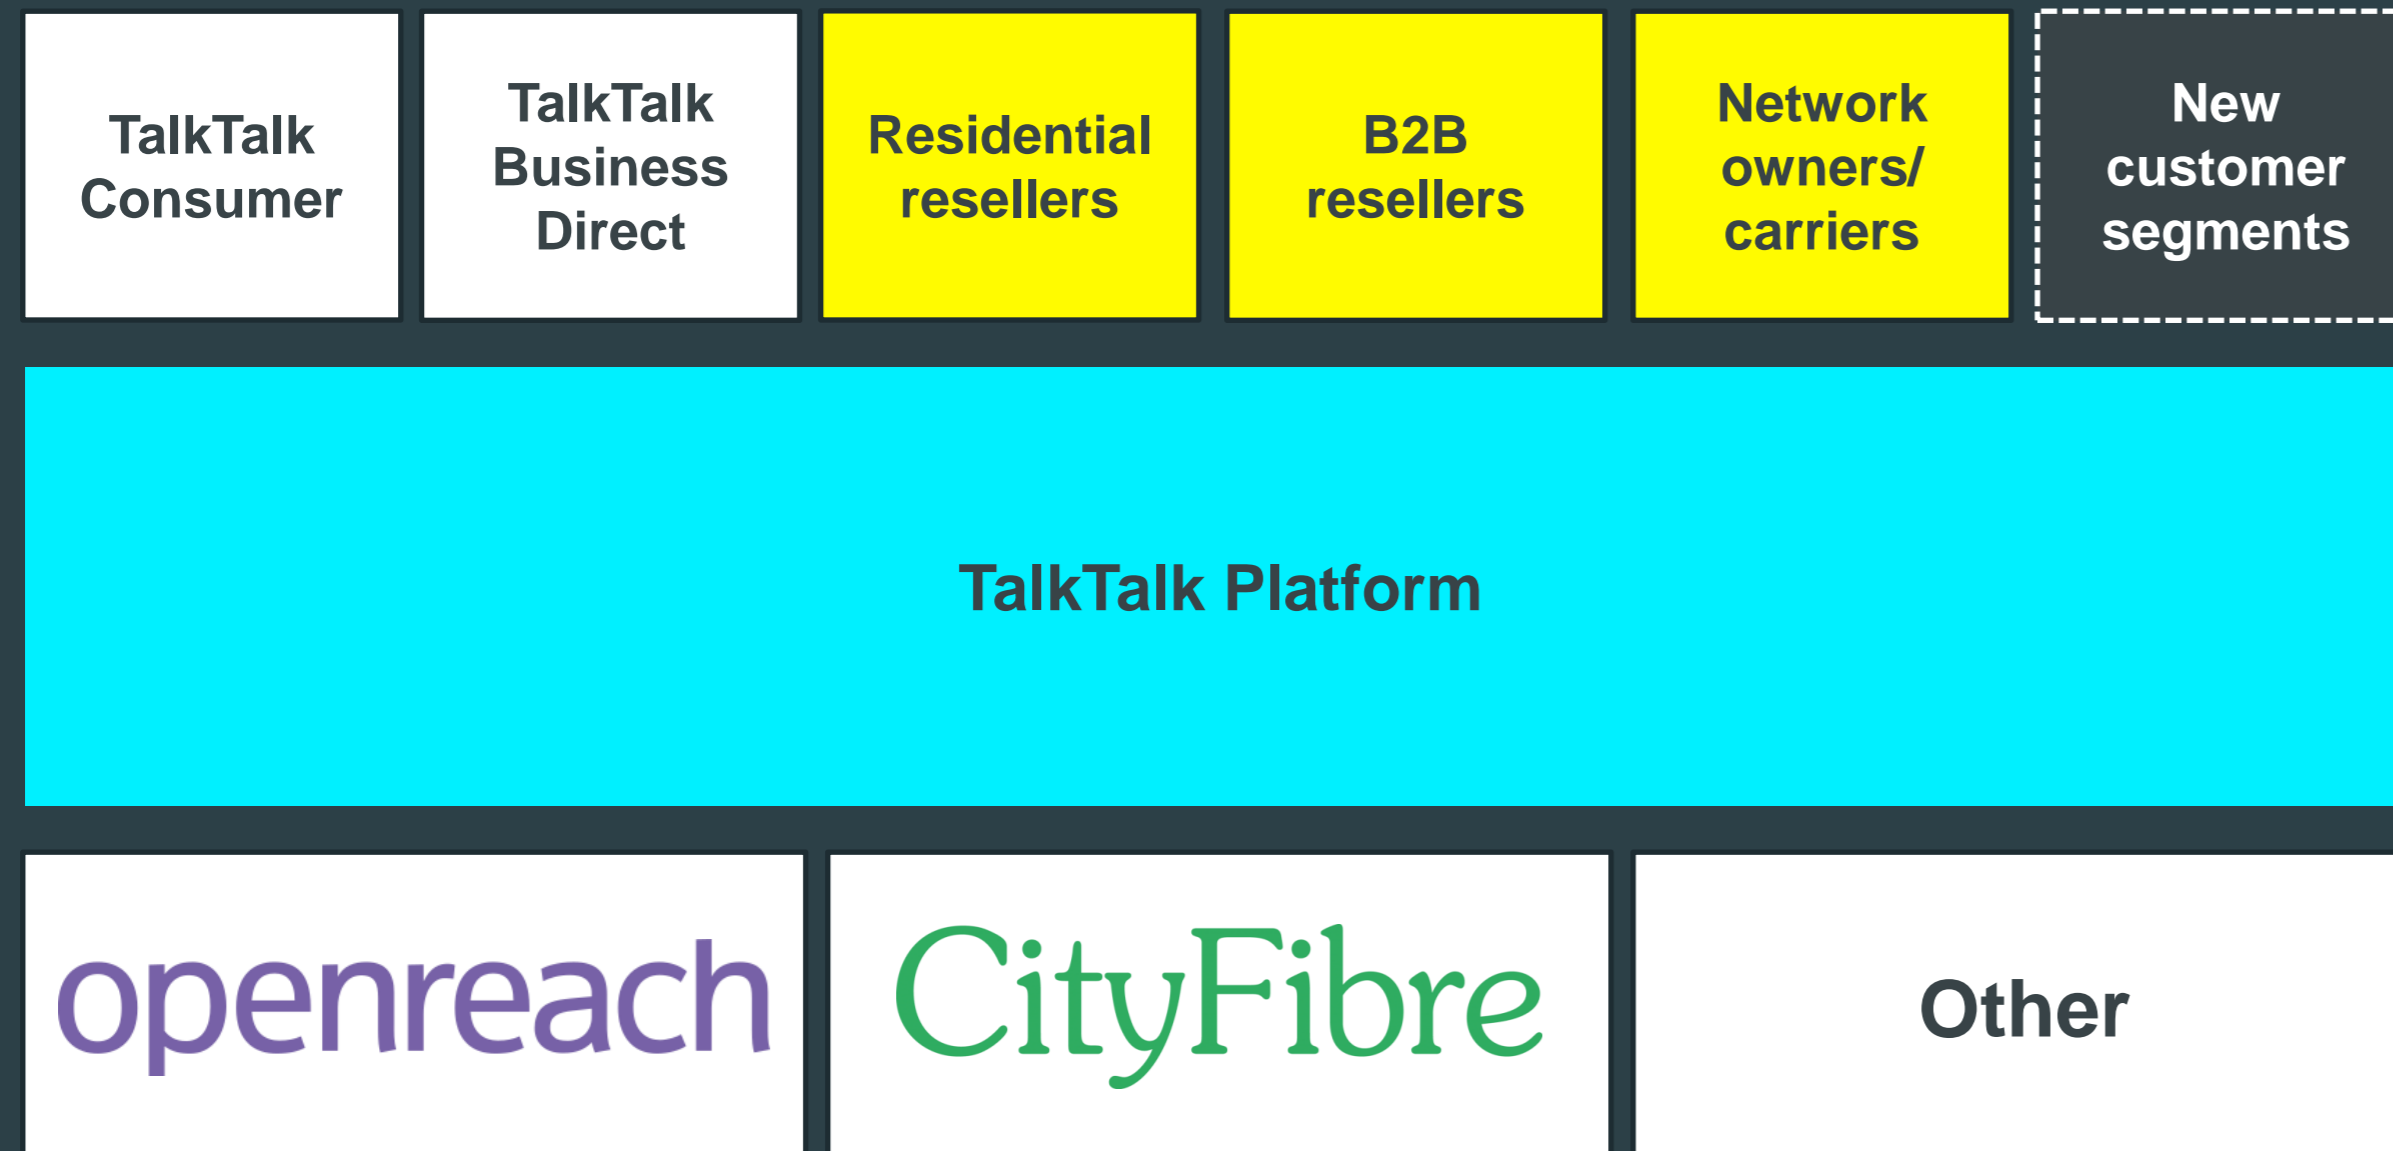 TalkTalk
Consumer
TalkTalk
Business
Direct
Residential
resellers
B2B
resellers
Network
owners/
carriers
New
customer
segments
TalkTalk Platform
openreach
CityFibre
Other